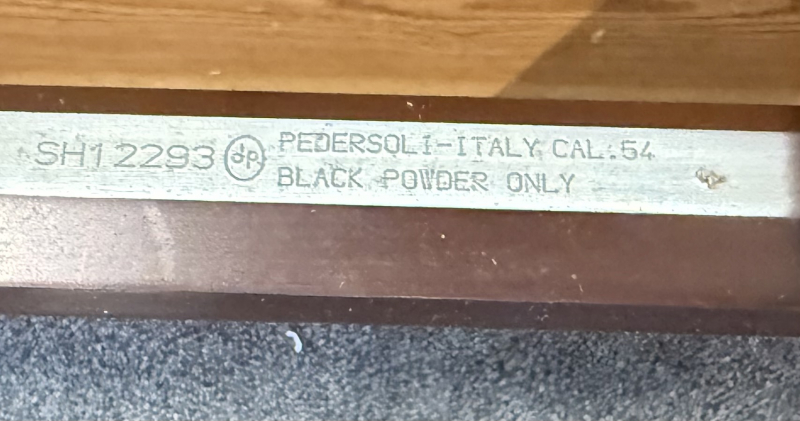 SH12293 dp PEDERSOLI-ITALY CAL.54
BLACK POWDER ONLY